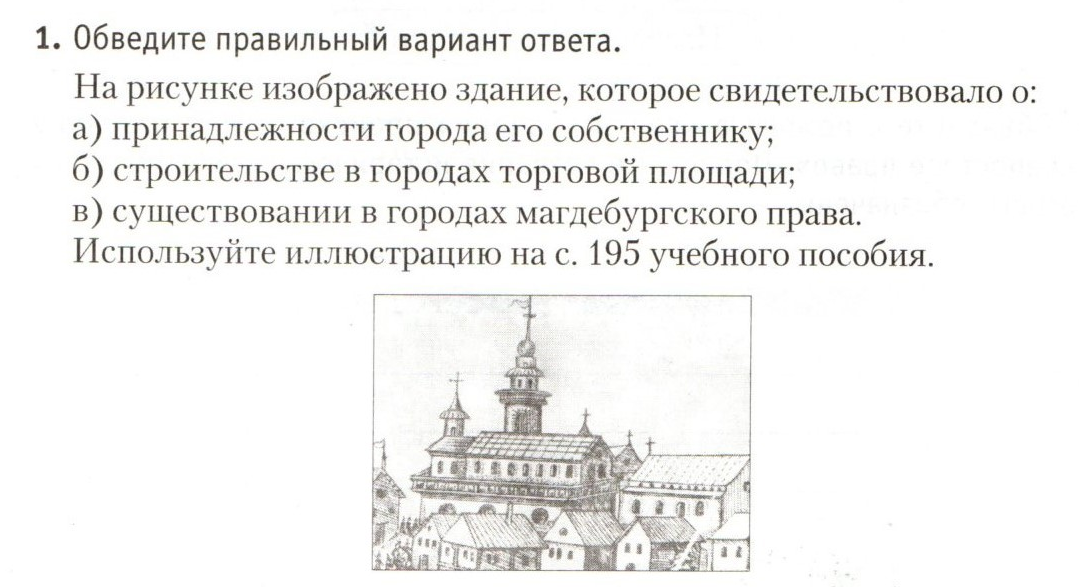 1. Обведите правильный вариант ответа.
На рисунке изображено здание, которое свидетельствовало о:
а) принадлежности города его собственнику;
б) строительстве в городах торговой площади;
в) существовании в городах магдебургского права.
Используйте иллюстрацию на с. 195 учебного пособия.